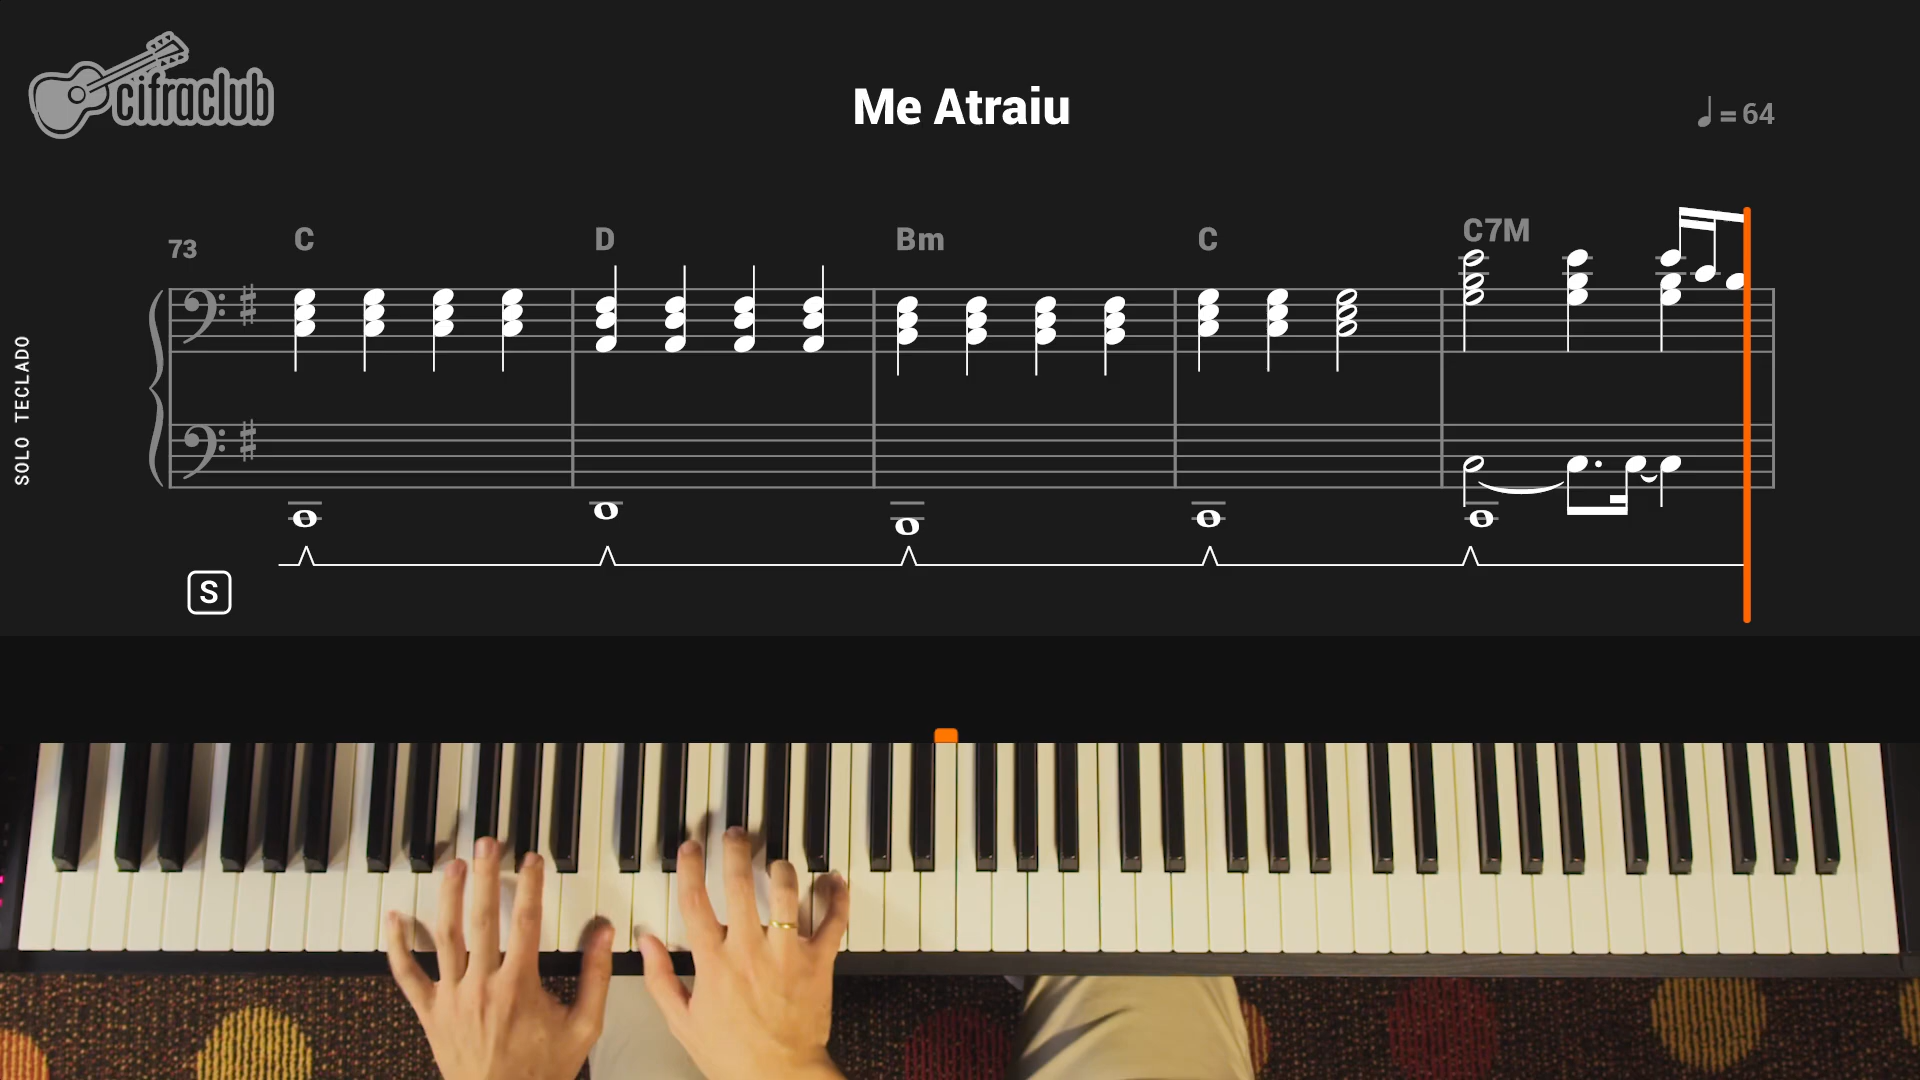 cifraclub
Me Atraiu
= 64
73
C
D
Bm
C
C7M
SOLO TECLADO
S